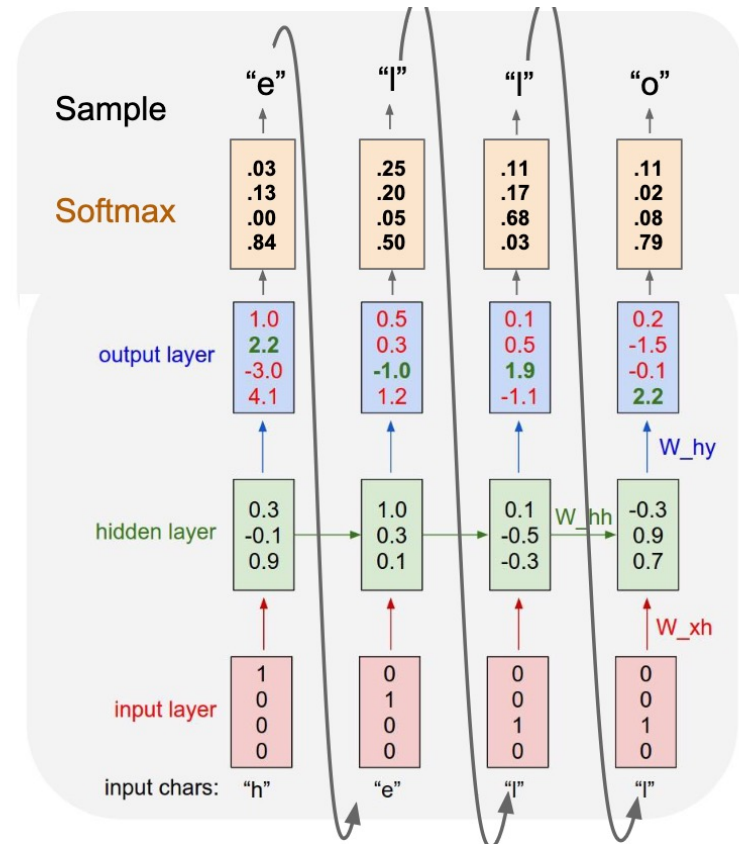 “e” “l” “l” “o”
Sample
.03 .25 .11 .11
.13 .20 .17 .02
Softmax
.00 .05 .68 .08
.84 .50 .03 .79
1.0 0.5 0.1 0.2
2.2 0.3 0.5 -1.5
output layer
-3.0 -1.0 1.9 -0.1
4.1 1.2 -1.1 2.2
W_hy
0.3 1.0 0.1 -0.3
W_hh
hidden layer
-0.1 0.3 -0.5 0.9
0.9 0.1 -0.3 0.7
W_xh
1 0 0 0
0 1 0 0
input layer
0 0 1 1
0 0 0 0
input chars: “h” “e” “l” “l”